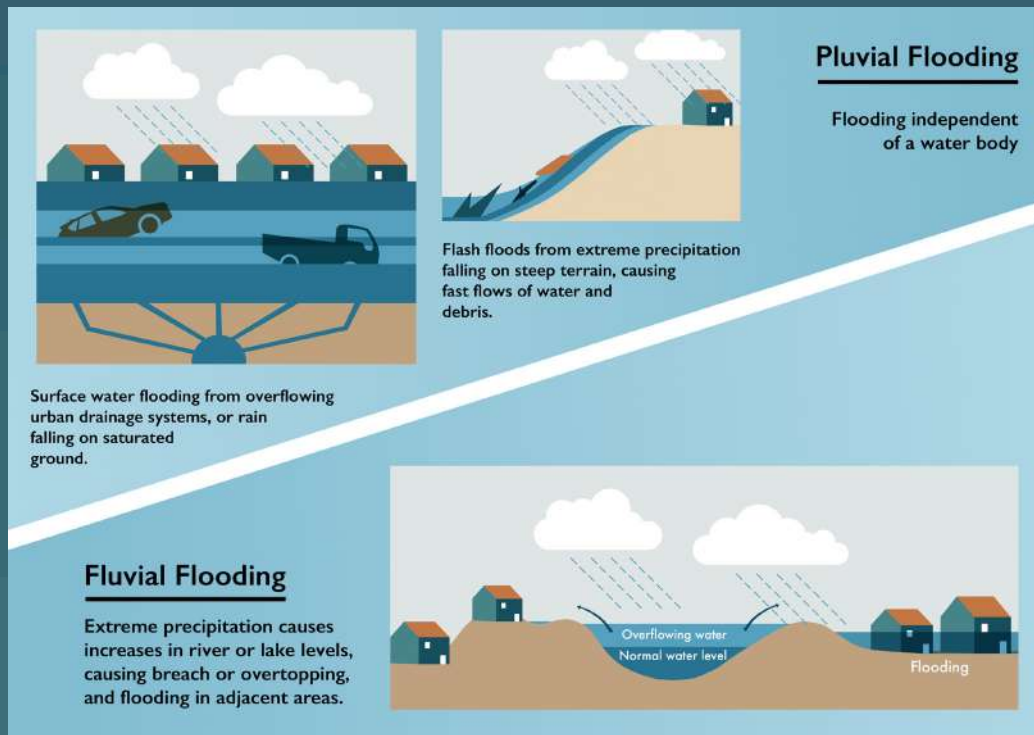 Pluvial Flooding
Flooding independent
of a water body
Surface water flooding from overflowing
urban drainage systems, or rain
falling on saturated
ground.
Flash floods from extreme precipitation
falling on steep terrain, causing
fast flows of water and
debris.
Fluvial Flooding
Extreme precipitation causes
increases in river or lake levels,
causing breach or overtopping,
and flooding in adjacent areas.
Overflowing water
Normal water level
Flooding